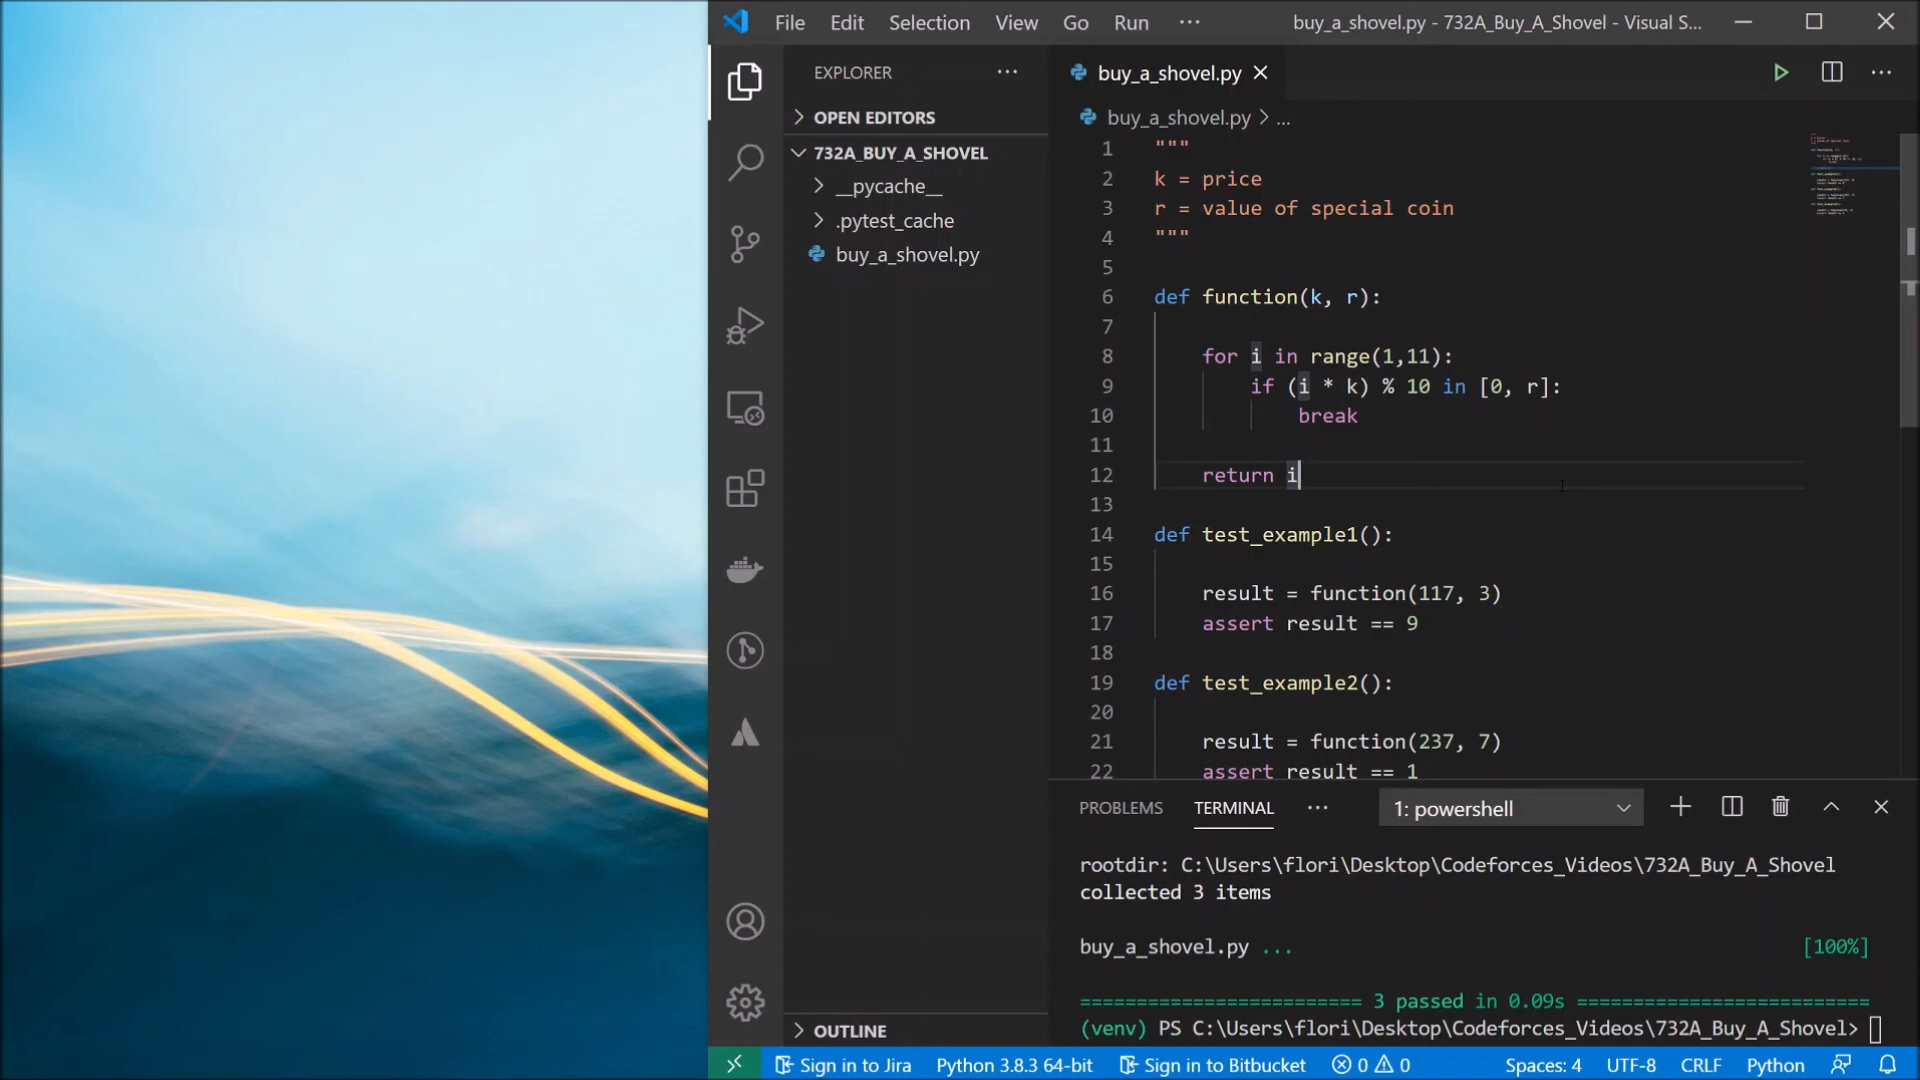 File Edit Selection View Go Run ··· buy_a_shovel.py - 732A_Buy_A_Shovel - Visual S...
EXPLORER ···
buy_a_shovel.py
OPEN EDITORS
732A_BUY_A_SHOVEL
__pycache__
.pytest_cache
buy_a_shovel.py
OUTLINE
buy_a_shovel.py > ...
1 """
2 k = price
3 r = value of special coin
4 """
5
6 def function(k, r):
7
8 for i in range(1,11):
9 if (i * k) % 10 in [0, r]:
10 break
11
12 return i
13
14 def test_example1():
15
16 result = function(117, 3)
17 assert result == 9
18
19 def test_example2():
20
21 result = function(237, 7)
22 assert result == 1
PROBLEMS TERMINAL ··· 1: powershell
rootdir: C:\Users\flori\Desktop\Codeforces_Videos\732A_Buy_A_Shovel
collected 3 items
buy_a_shovel.py ... [100%]
========================== 3 passed in 0.09s ==========================
(venv) PS C:\Users\flori\Desktop\Codeforces_Videos\732A_Buy_A_Shovel>
Sign in to Jira Python 3.8.3 64-bit Sign in to Bitbucket 0 0 Spaces: 4 UTF-8 CRLF Python